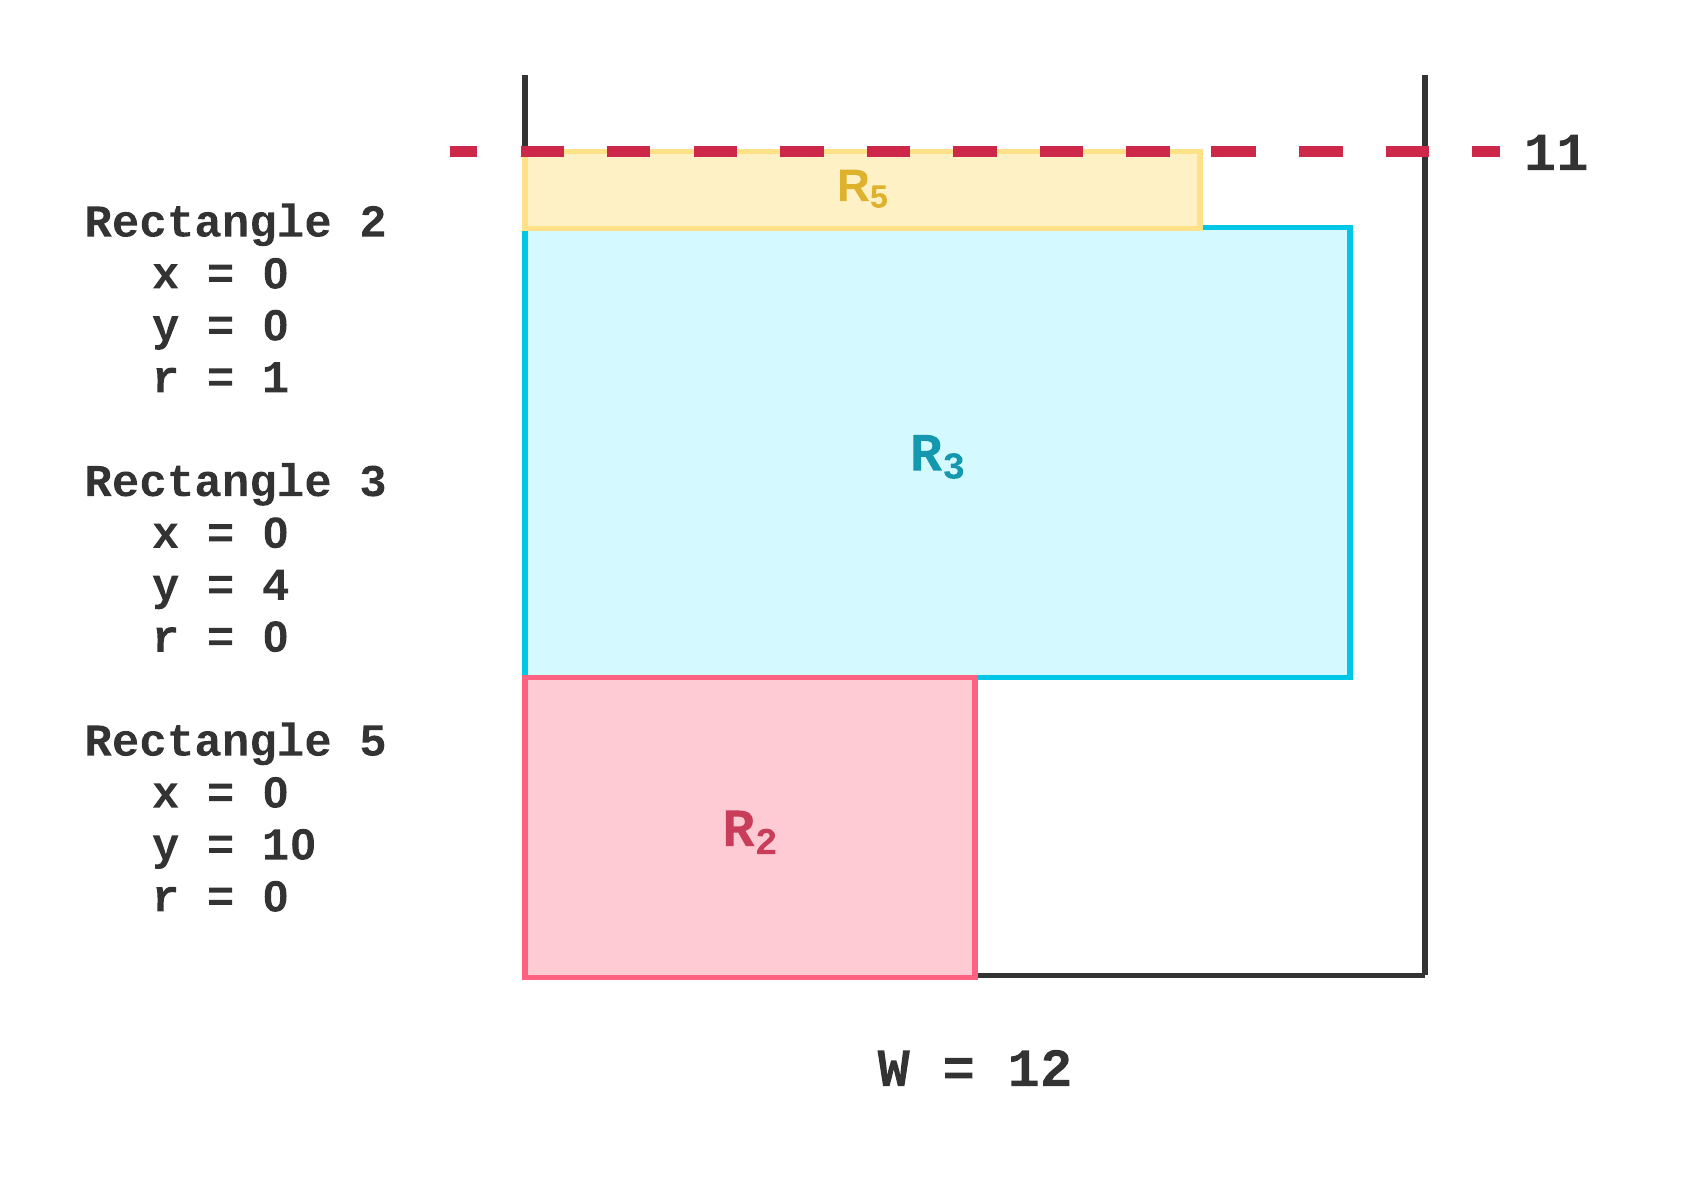 11
R₅
Rectangle 2
x = 0
y = 0
r = 1
Rectangle 3
x = 0
y = 4
r = 0
R₃
Rectangle 5
x = 0
y = 10
r = 0
R₂
W = 12